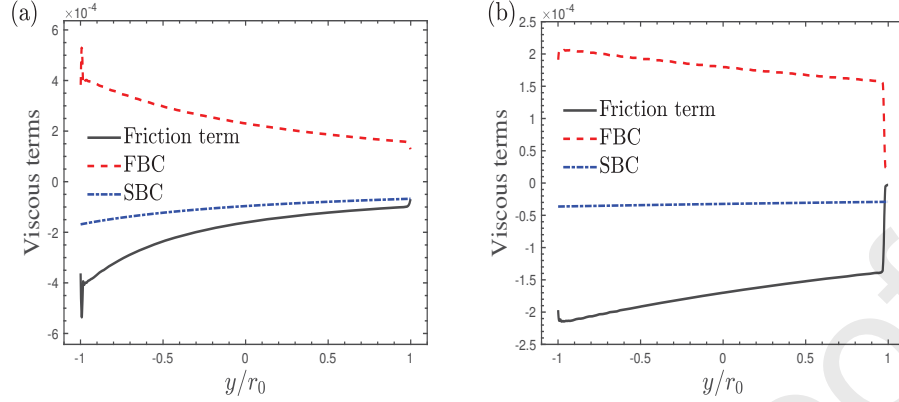 (a)
×10⁻⁴
6
4
2
0
-2
-4
-6
Viscous terms
Friction term
FBC
SBC
-1
-0.5
0
0.5
1
y/r₀
(b)
×10⁻⁴
2.5
2
1.5
1
0.5
0
-0.5
-1
-1.5
-2
-2.5
Viscous terms
Friction term
FBC
SBC
-1
-0.5
0
0.5
1
y/r₀